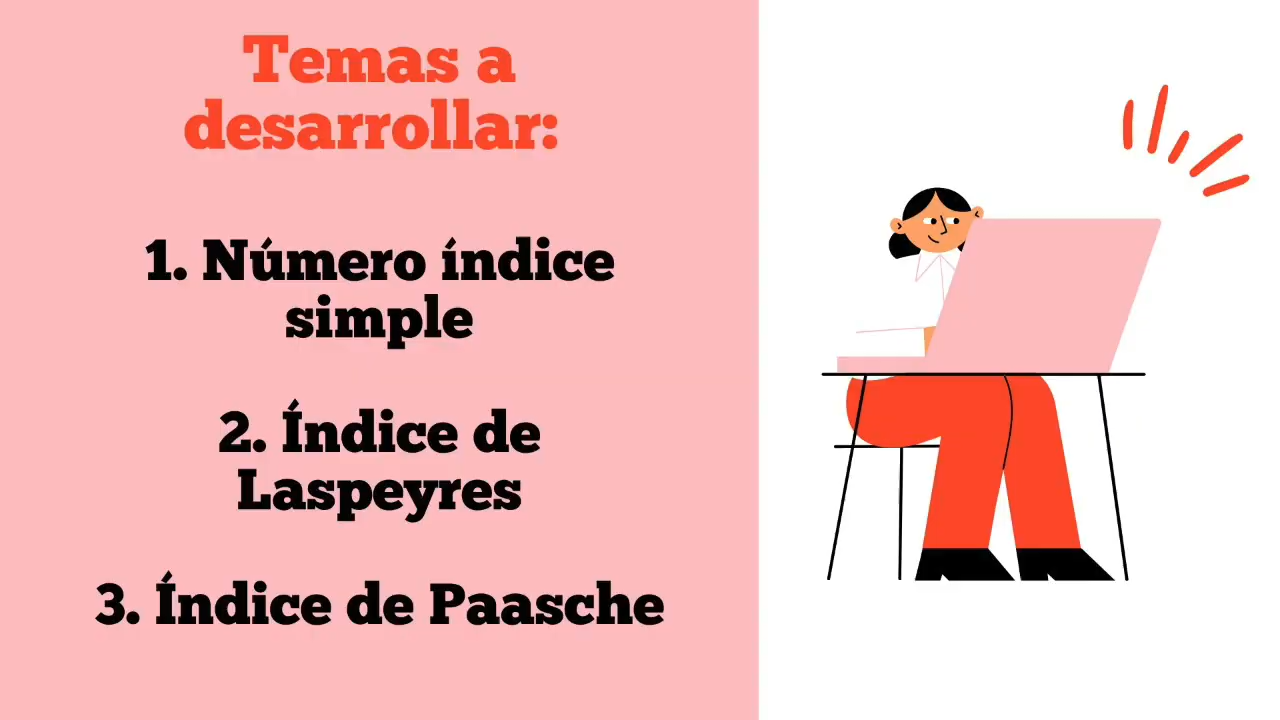 Temas a
desarrollar:
1. Número índice
simple
2. Índice de
Laspeyres
3. Índice de Paasche